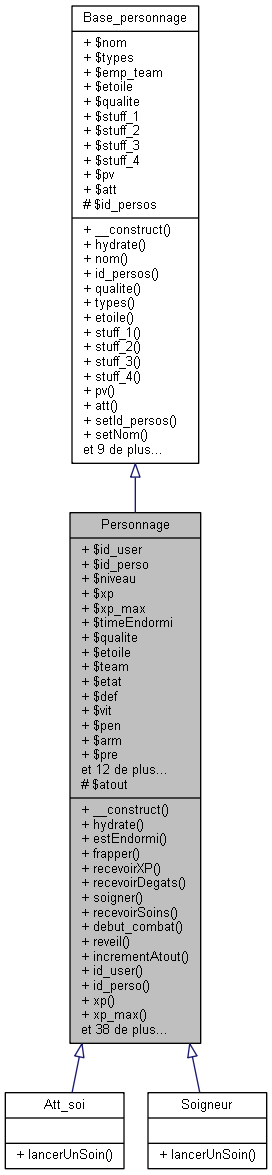 Base_personnage
+ $nom
+ $types
+ $emp_team
+ $etoile
+ $qualite
+ $stuff_1
+ $stuff_2
+ $stuff_3
+ $stuff_4
+ $pv
+ $att
# $id_persos
+ __construct()
+ hydrate()
+ nom()
+ id_persos()
+ qualite()
+ types()
+ etoile()
+ stuff_1()
+ stuff_2()
+ stuff_3()
+ stuff_4()
+ pv()
+ att()
+ setId_persos()
+ setNom()
et 9 de plus...
Personnage
+ $id_user
+ $id_perso
+ $niveau
+ $xp
+ $xp_max
+ $timeEndormi
+ $qualite
+ $etoile
+ $team
+ $etat
+ $def
+ $vit
+ $pen
+ $arm
+ $pre
et 12 de plus...
# $atout
+ __construct()
+ hydrate()
+ estEndormi()
+ frapper()
+ recevoirXP()
+ recevoirDegats()
+ soigner()
+ recevoirSoins()
+ debut_combat()
+ reveil()
+ incrementAtout()
+ id_user()
+ id_perso()
+ xp()
+ xp_max()
et 38 de plus...
Att_soi
+ lancerUnSoin()
Soigneur
+ lancerUnSoin()